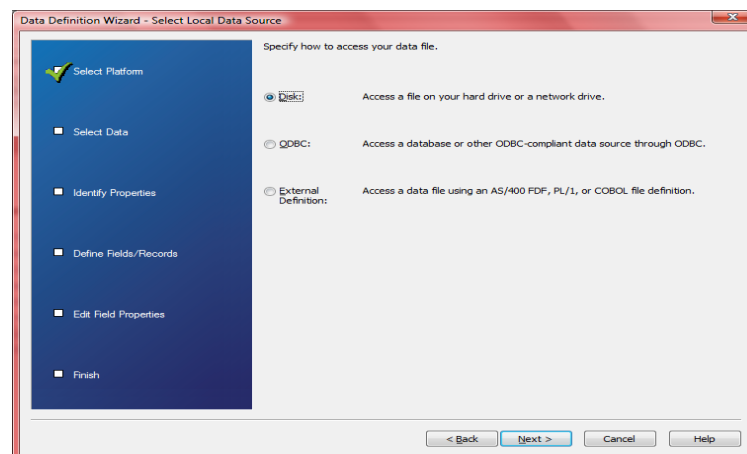 Data Definition Wizard - Select Local Data Source
Specify how to access your data file.
Select Platform
Disk: Access a file on your hard drive or a network drive.
Select Data
ODBC: Access a database or other ODBC-compliant data source through ODBC.
Identify Properties
External Definition: Access a data file using an AS/400 FDF, PL/1, or COBOL file definition.
Define Fields/Records
Edit Field Properties
Finish
< Back Next > Cancel Help